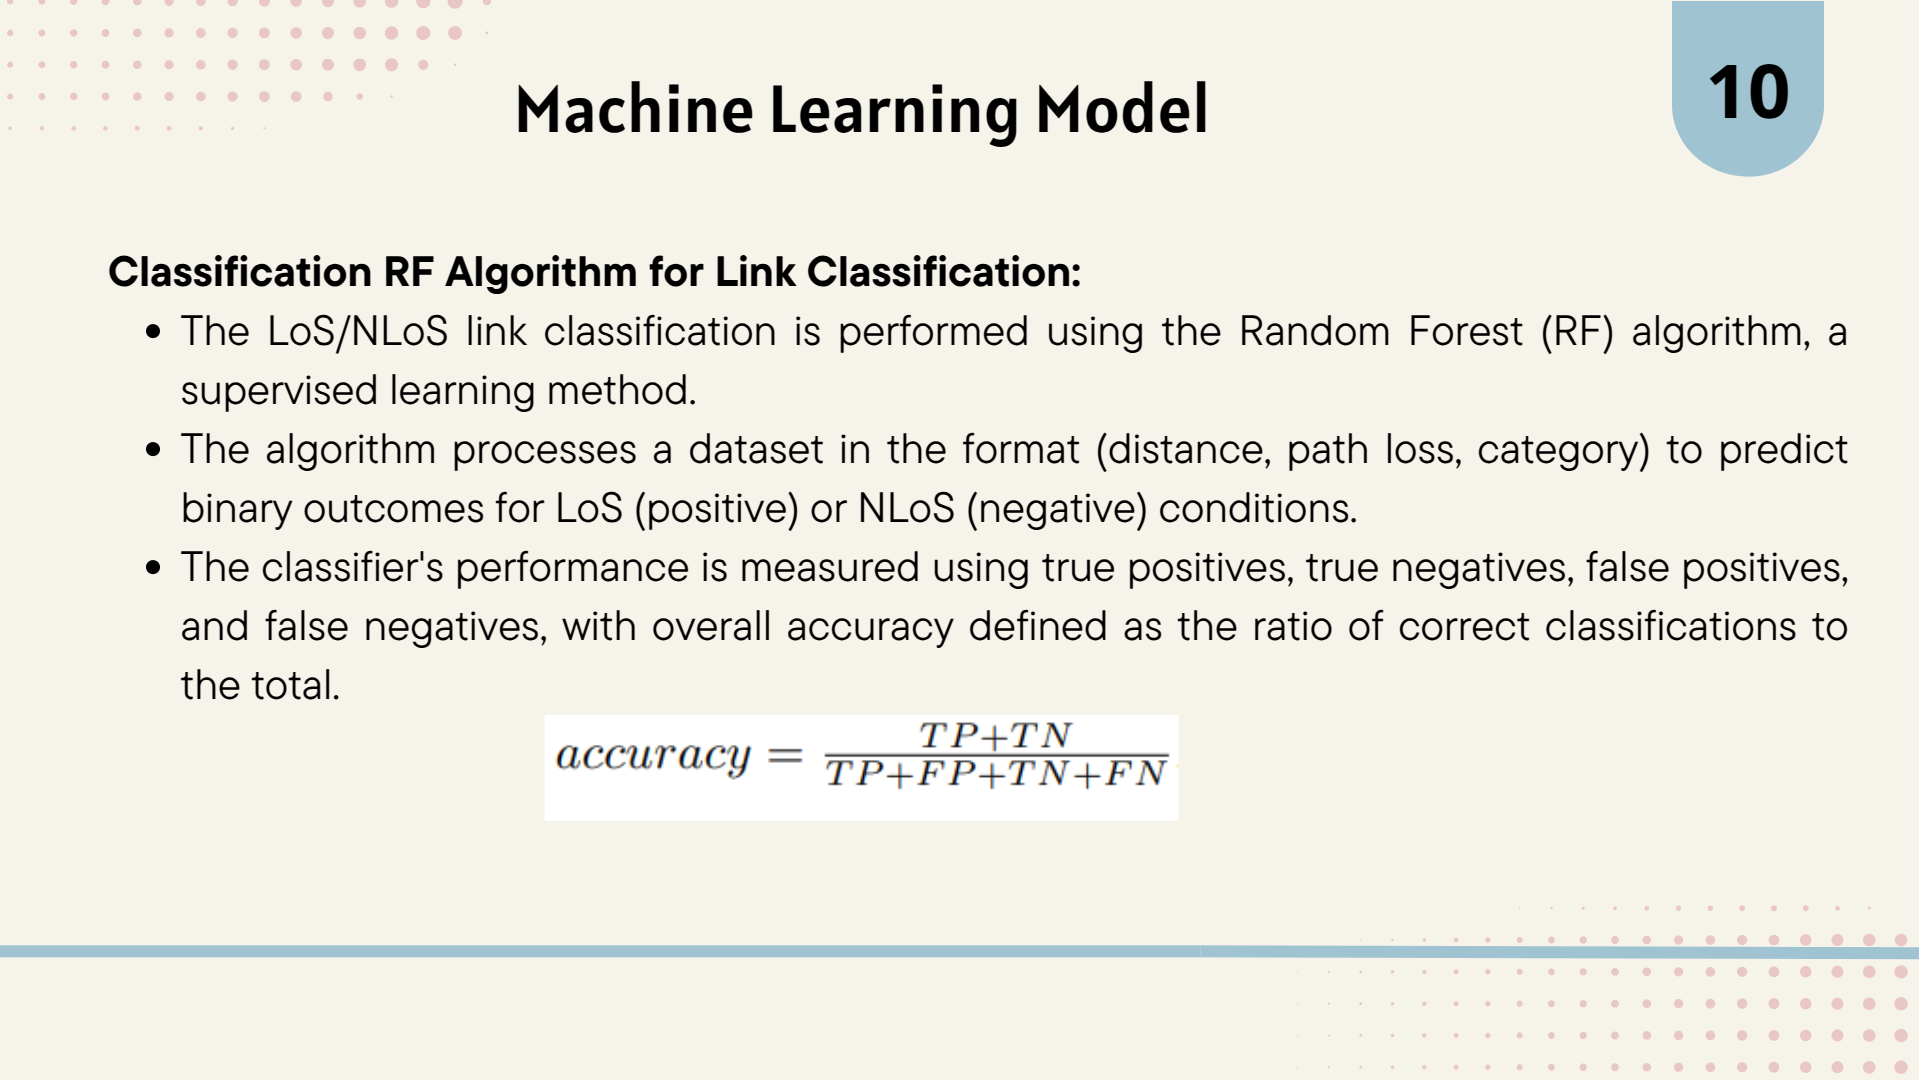 10
Machine Learning Model
Classification RF Algorithm for Link Classification:
• The LoS/NLoS link classification is performed using the Random Forest (RF) algorithm, a
supervised learning method.
• The algorithm processes a dataset in the format (distance, path loss, category) to predict
binary outcomes for LoS (positive) or NLoS (negative) conditions.
• The classifier's performance is measured using true positives, true negatives, false positives,
and false negatives, with overall accuracy defined as the ratio of correct classifications to
the total.
accuracy = \frac{TP+TN}{TP+FP+TN+FN}